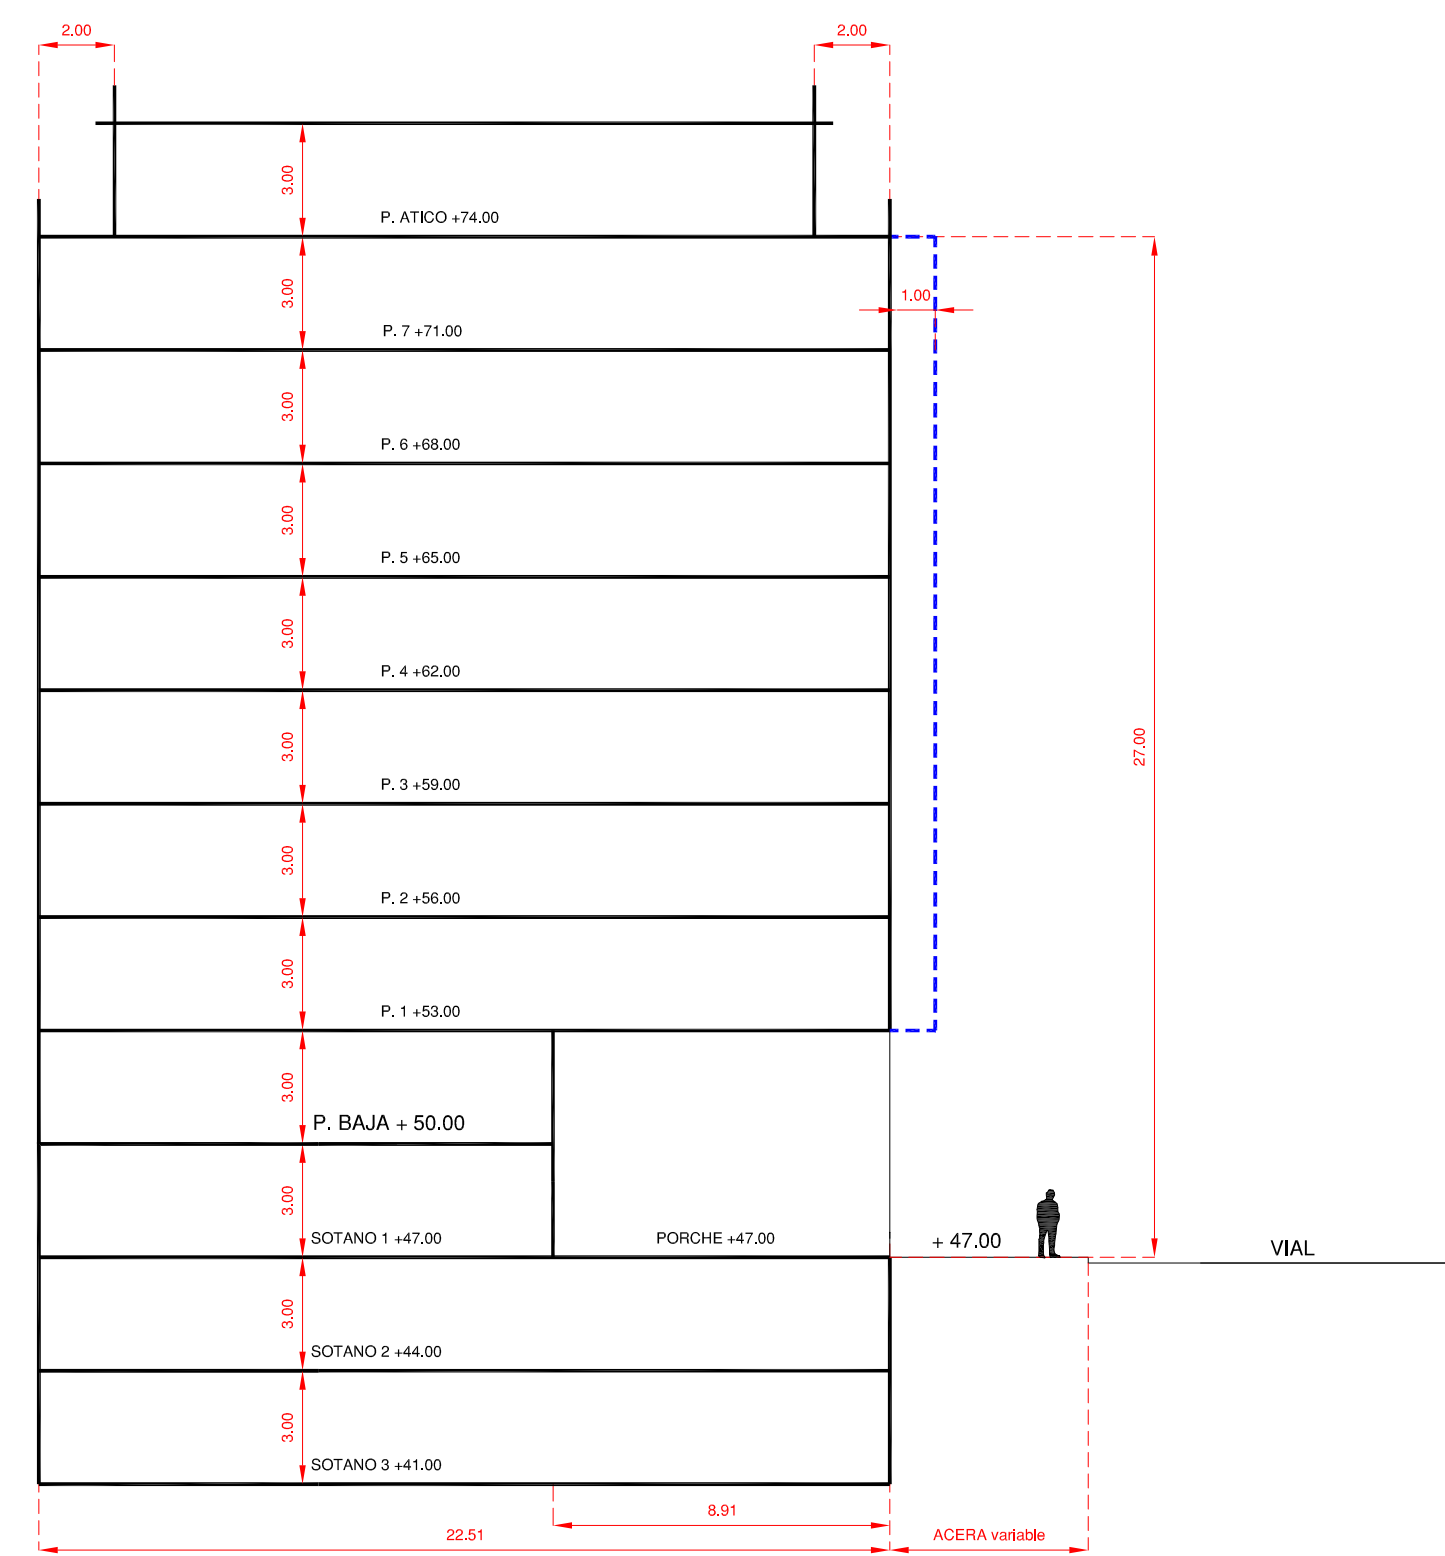 2.00
2.00
3.00
P. ATICO +74.00
3.00
1.00
P. 7 +71.00
3.00
P. 6 +68.00
3.00
P. 5 +65.00
3.00
P. 4 +62.00
3.00
27.00
P. 3 +59.00
3.00
P. 2 +56.00
3.00
P. 1 +53.00
3.00
P. BAJA + 50.00
3.00
SOTANO 1 +47.00
PORCHE +47.00
+ 47.00
VIAL
3.00
SOTANO 2 +44.00
3.00
SOTANO 3 +41.00
8.91
22.51
ACERA variable